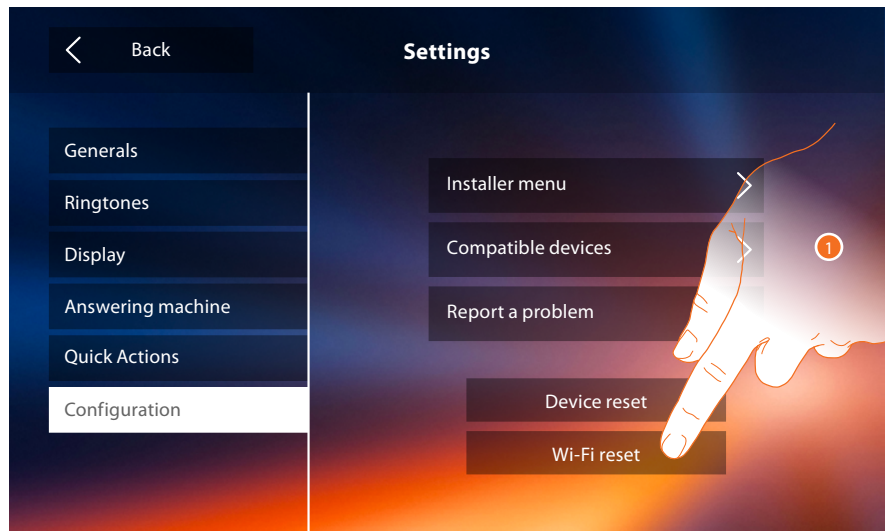 Back
Settings
Generals
Ringtones
Display
Answering machine
Quick Actions
Configuration
Installer menu
Compatible devices
Report a problem
Device reset
Wi-Fi reset
1